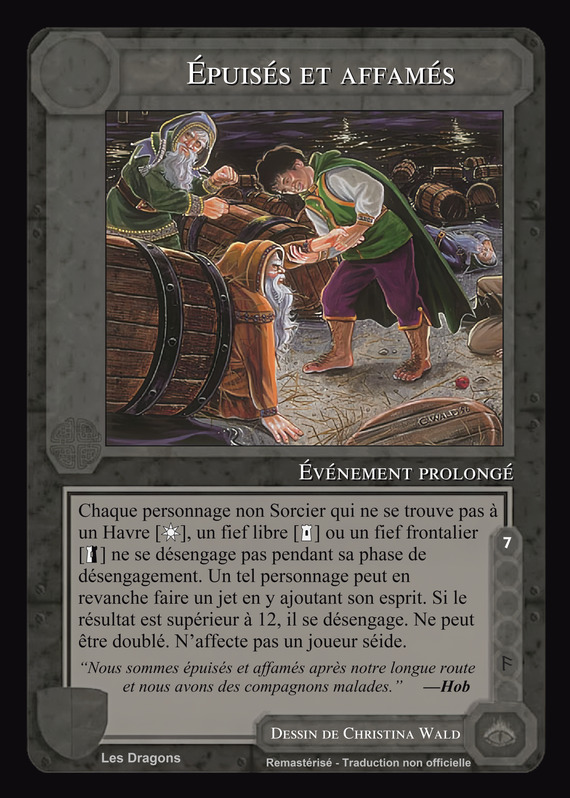 ÉPUISÉS ET AFFAMÉS
C. WALD
ÉVÉNEMENT PROLONGÉ
Chaque personnage non Sorcier qui ne se trouve pas à
un Havre [ ], un fief libre [ ] ou un fief frontalier
[ ] ne se désengage pas pendant sa phase de
désengagement. Un tel personnage peut en
revanche faire un jet en y ajoutant son esprit. Si le
résultat est supérieur à 12, il se désengage. Ne peut
être doublé. N’affecte pas un joueur séide.
7
“Nous sommes épuisés et affamés après notre longue route
et nous avons des compagnons malades.” —Hob
DESSIN DE CHRISTINA WALD
Les Dragons
Remastérisé - Traduction non officielle